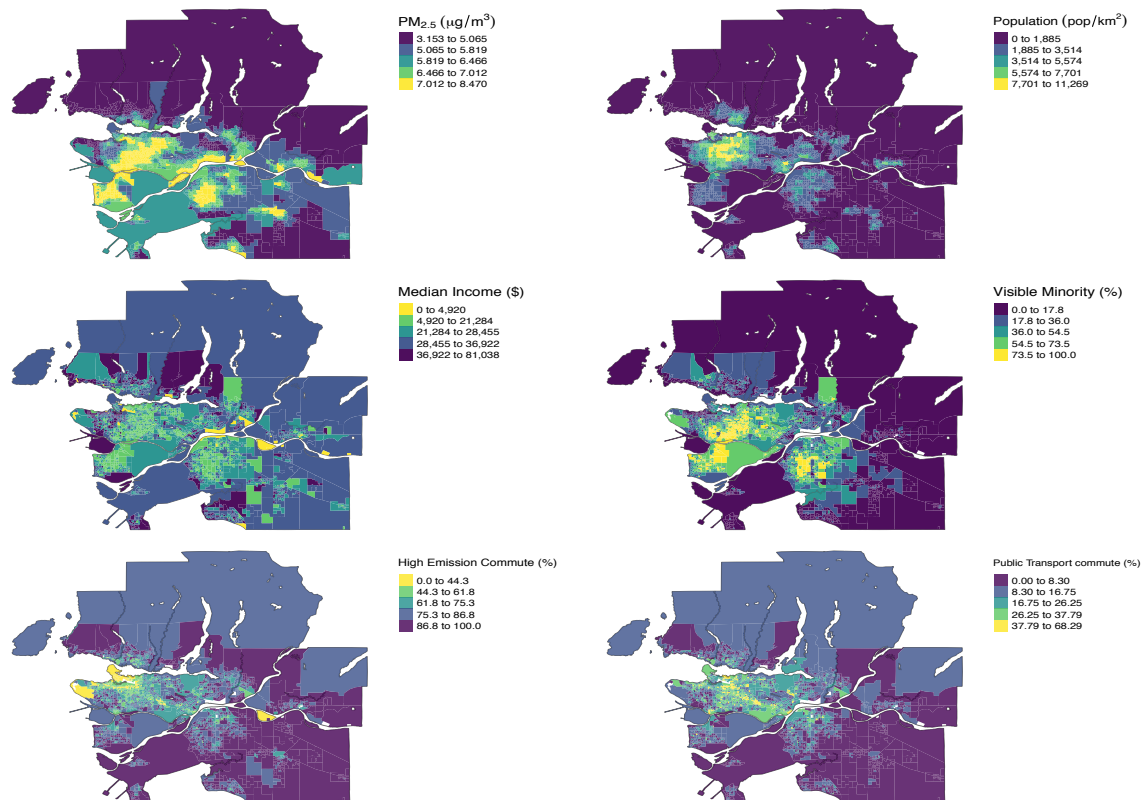 PM2.5 (μg/m3)
3.153 to 5.065
5.065 to 5.819
5.819 to 6.466
6.466 to 7.012
7.012 to 8.470
Population (pop/km2)
0 to 1,885
1,885 to 3,514
3,514 to 5,574
5,574 to 7,701
7,701 to 11,269
Median Income ($)
0 to 4,920
4,920 to 21,284
21,284 to 28,455
28,455 to 36,922
36,922 to 81,038
Visible Minority (%)
0.0 to 17.8
17.8 to 36.0
36.0 to 54.5
54.5 to 73.5
73.5 to 100.0
High Emission Commute (%)
0.0 to 44.3
44.3 to 61.8
61.8 to 75.3
75.3 to 86.8
86.8 to 100.0
Public Transport commute (%)
0.00 to 8.30
8.30 to 16.75
16.75 to 26.25
26.25 to 37.79
37.79 to 68.29